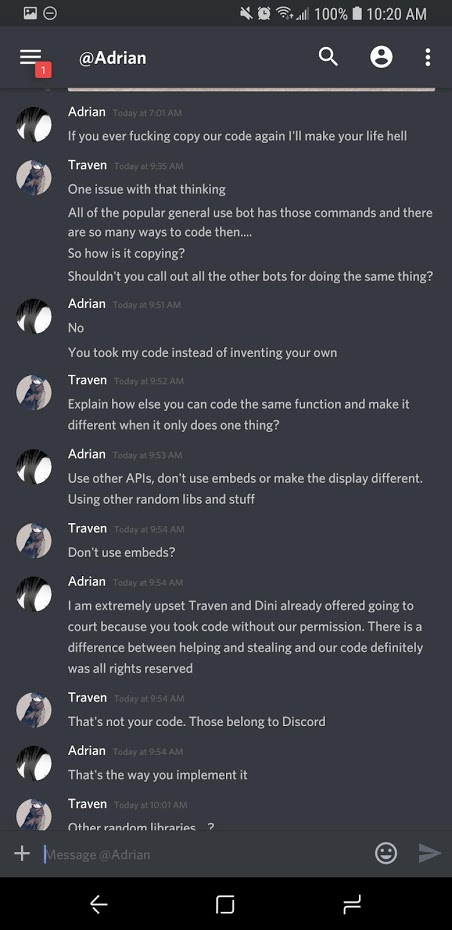 100% 10:20 AM
1
@Adrian
Adrian Today at 7:01 AM
If you ever fucking copy our code again I'll make your life hell
Traven Today at 9:35 AM
One issue with that thinking
All of the popular general use bot has those commands and there
are so many ways to code then....
So how is it copying?
Shouldn't you call out all the other bots for doing the same thing?
Adrian Today at 9:51 AM
No
You took my code instead of inventing your own
Traven Today at 9:52 AM
Explain how else you can code the same function and make it
different when it only does one thing?
Adrian Today at 9:53 AM
Use other APIs, don't use embeds or make the display different.
Using other random libs and stuff
Traven Today at 9:54 AM
Don't use embeds?
Adrian Today at 9:54 AM
I am extremely upset Traven and Dini already offered going to
court because you took code without our permission. There is a
difference between helping and stealing and our code definitely
was all rights reserved
Traven Today at 9:54 AM
That's not your code. Those belong to Discord
Adrian Today at 9:54 AM
That's the way you implement it
Traven Today at 10:01 AM
Other random libraries...?
Message @Adrian